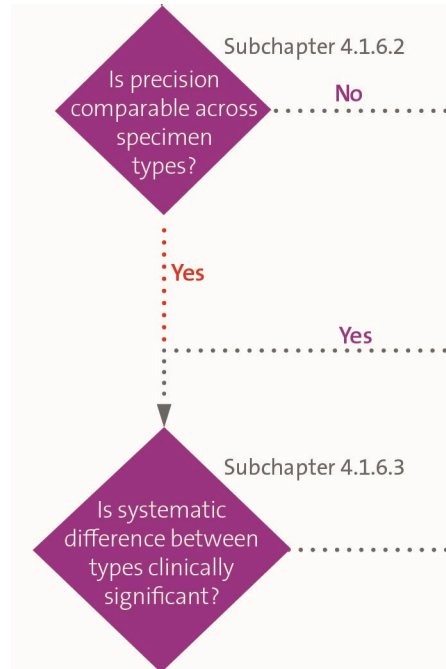 Subchapter 4.1.6.2
Is precision
comparable across
specimen
types?
No
Yes
Yes
Subchapter 4.1.6.3
Is systematic
difference between
types clinically
significant?